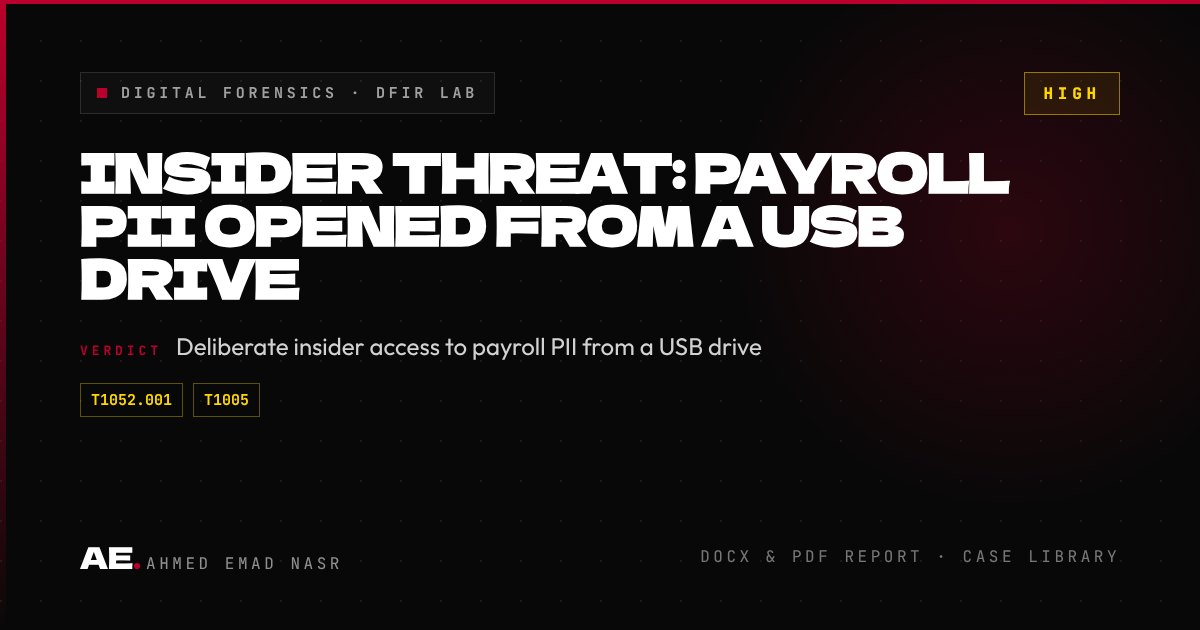 DIGITAL FORENSICS · DFIR LAB
HIGH
INSIDER THREAT: PAYROLL
PII OPENED FROM A USB
DRIVE
VERDICT Deliberate insider access to payroll PII from a USB drive
T1052.001 T1005
AE. AHMED EMAD NASR
DOCX & PDF REPORT · CASE LIBRARY